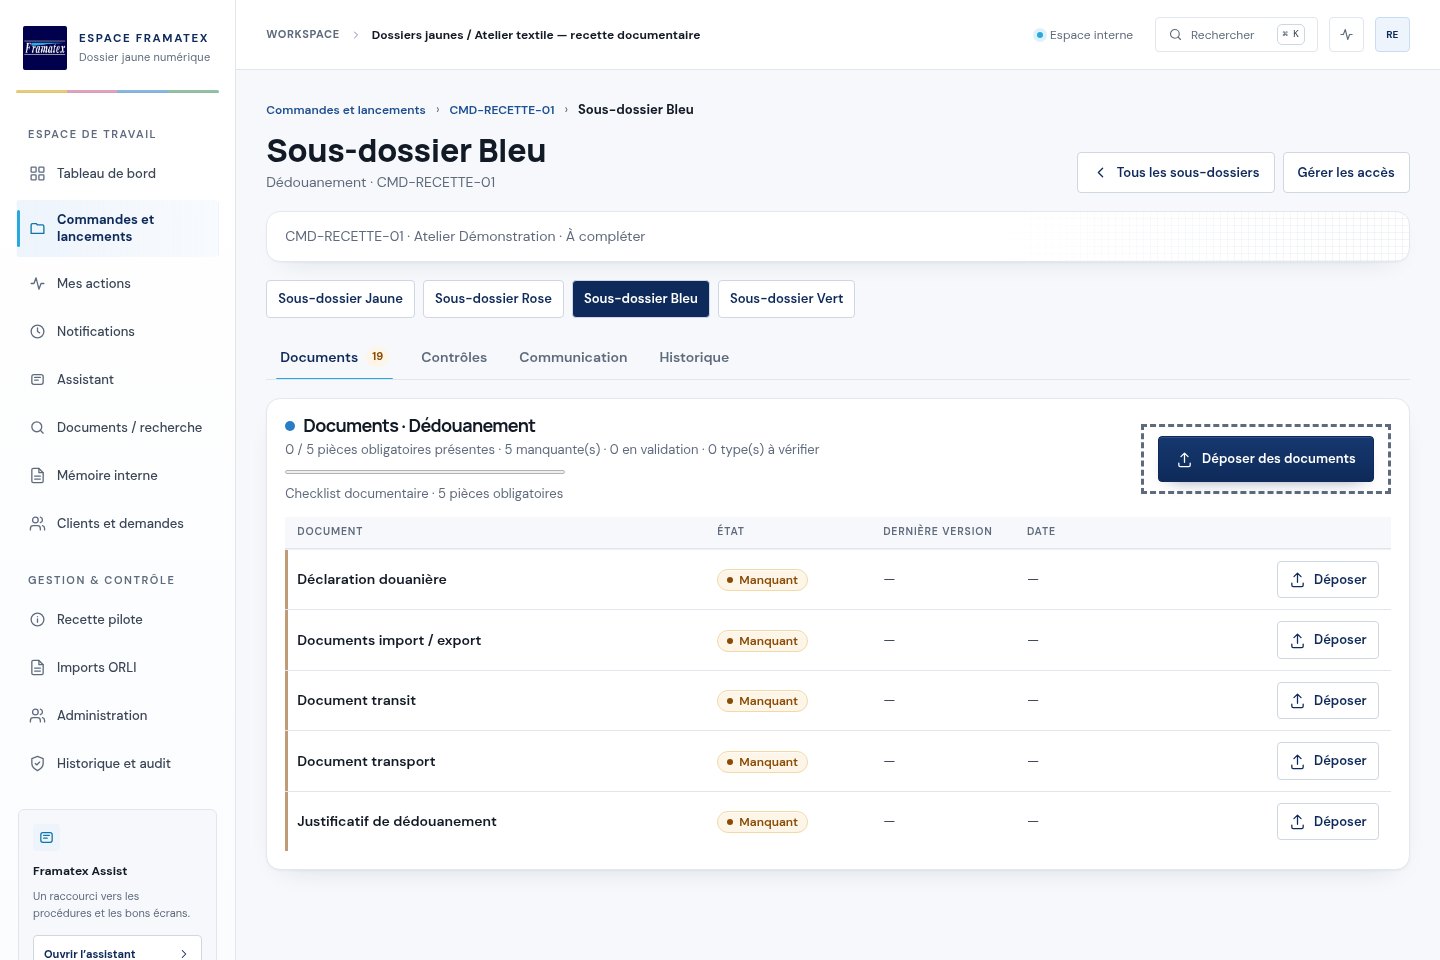 Framatex
ESPACE FRAMATEX
Dossier jaune numérique
ESPACE DE TRAVAIL
Tableau de bord
Commandes et
lancements
Mes actions
Notifications
Assistant
Documents / recherche
Mémoire interne
Clients et demandes
GESTION & CONTRÔLE
Recette pilote
Imports ORLI
Administration
Historique et audit
Framatex Assist
Un raccourci vers les
procédures et les bons écrans.
Ouvrir l'assistant
WORKSPACE > Dossiers jaunes / Atelier textile — recette documentaire
Espace interne
Rechercher ⌘ K
RE
Commandes et lancements › CMD-RECETTE-01 › Sous-dossier Bleu
Sous-dossier Bleu
Dédouanement · CMD-RECETTE-01
Tous les sous-dossiers
Gérer les accès
CMD-RECETTE-01 · Atelier Démonstration · À compléter
Sous-dossier Jaune Sous-dossier Rose Sous-dossier Bleu Sous-dossier Vert
Documents 19 Contrôles Communication Historique
Documents · Dédouanement
0 / 5 pièces obligatoires présentes · 5 manquante(s) · 0 en validation · 0 type(s) à vérifier
Checklist documentaire · 5 pièces obligatoires
Déposer des documents
DOCUMENT ÉTAT DERNIÈRE VERSION DATE
Déclaration douanière Manquant — — Déposer
Documents import / export Manquant — — Déposer
Document transit Manquant — — Déposer
Document transport Manquant — — Déposer
Justificatif de dédouanement Manquant — — Déposer